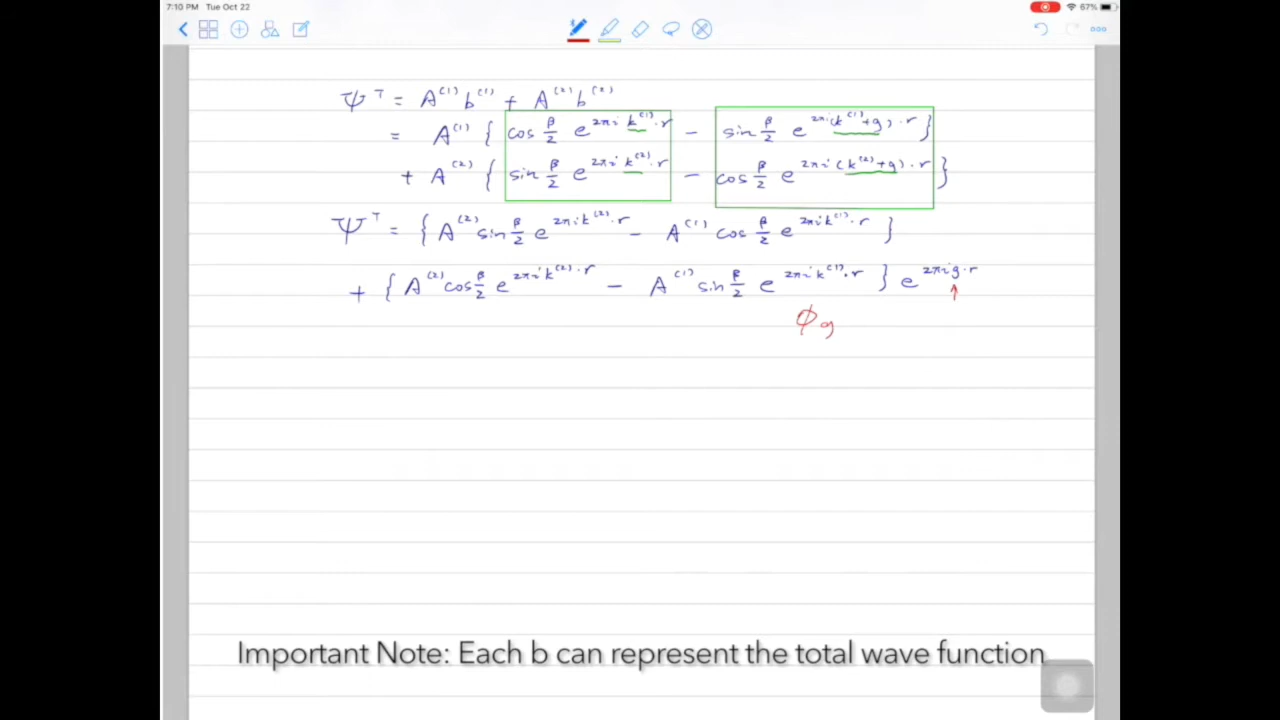 7:10 PM Tue Oct 22
67%
Ψᵀ = A⁽¹⁾ b⁽¹⁾ + A⁽²⁾ b⁽²⁾
= A⁽¹⁾ { cos β/2 e^(2πi k⁽¹⁾·r) − sin β/2 e^(2πi(k⁽¹⁾+g)·r) }
+ A⁽²⁾ { sin β/2 e^(2πi k⁽²⁾·r) − cos β/2 e^(2πi(k⁽²⁾+g)·r) }
Ψᵀ = { A⁽²⁾ sin β/2 e^(2πi k⁽²⁾·r) − A⁽¹⁾ cos β/2 e^(2πi k⁽¹⁾·r) }
+ { A⁽²⁾ cos β/2 e^(2πi k⁽²⁾·r) − A⁽¹⁾ sin β/2 e^(2πi k⁽¹⁾·r) } e^(2πi g·r)
↑
ϕ_g
Important Note: Each b can represent the total wave function